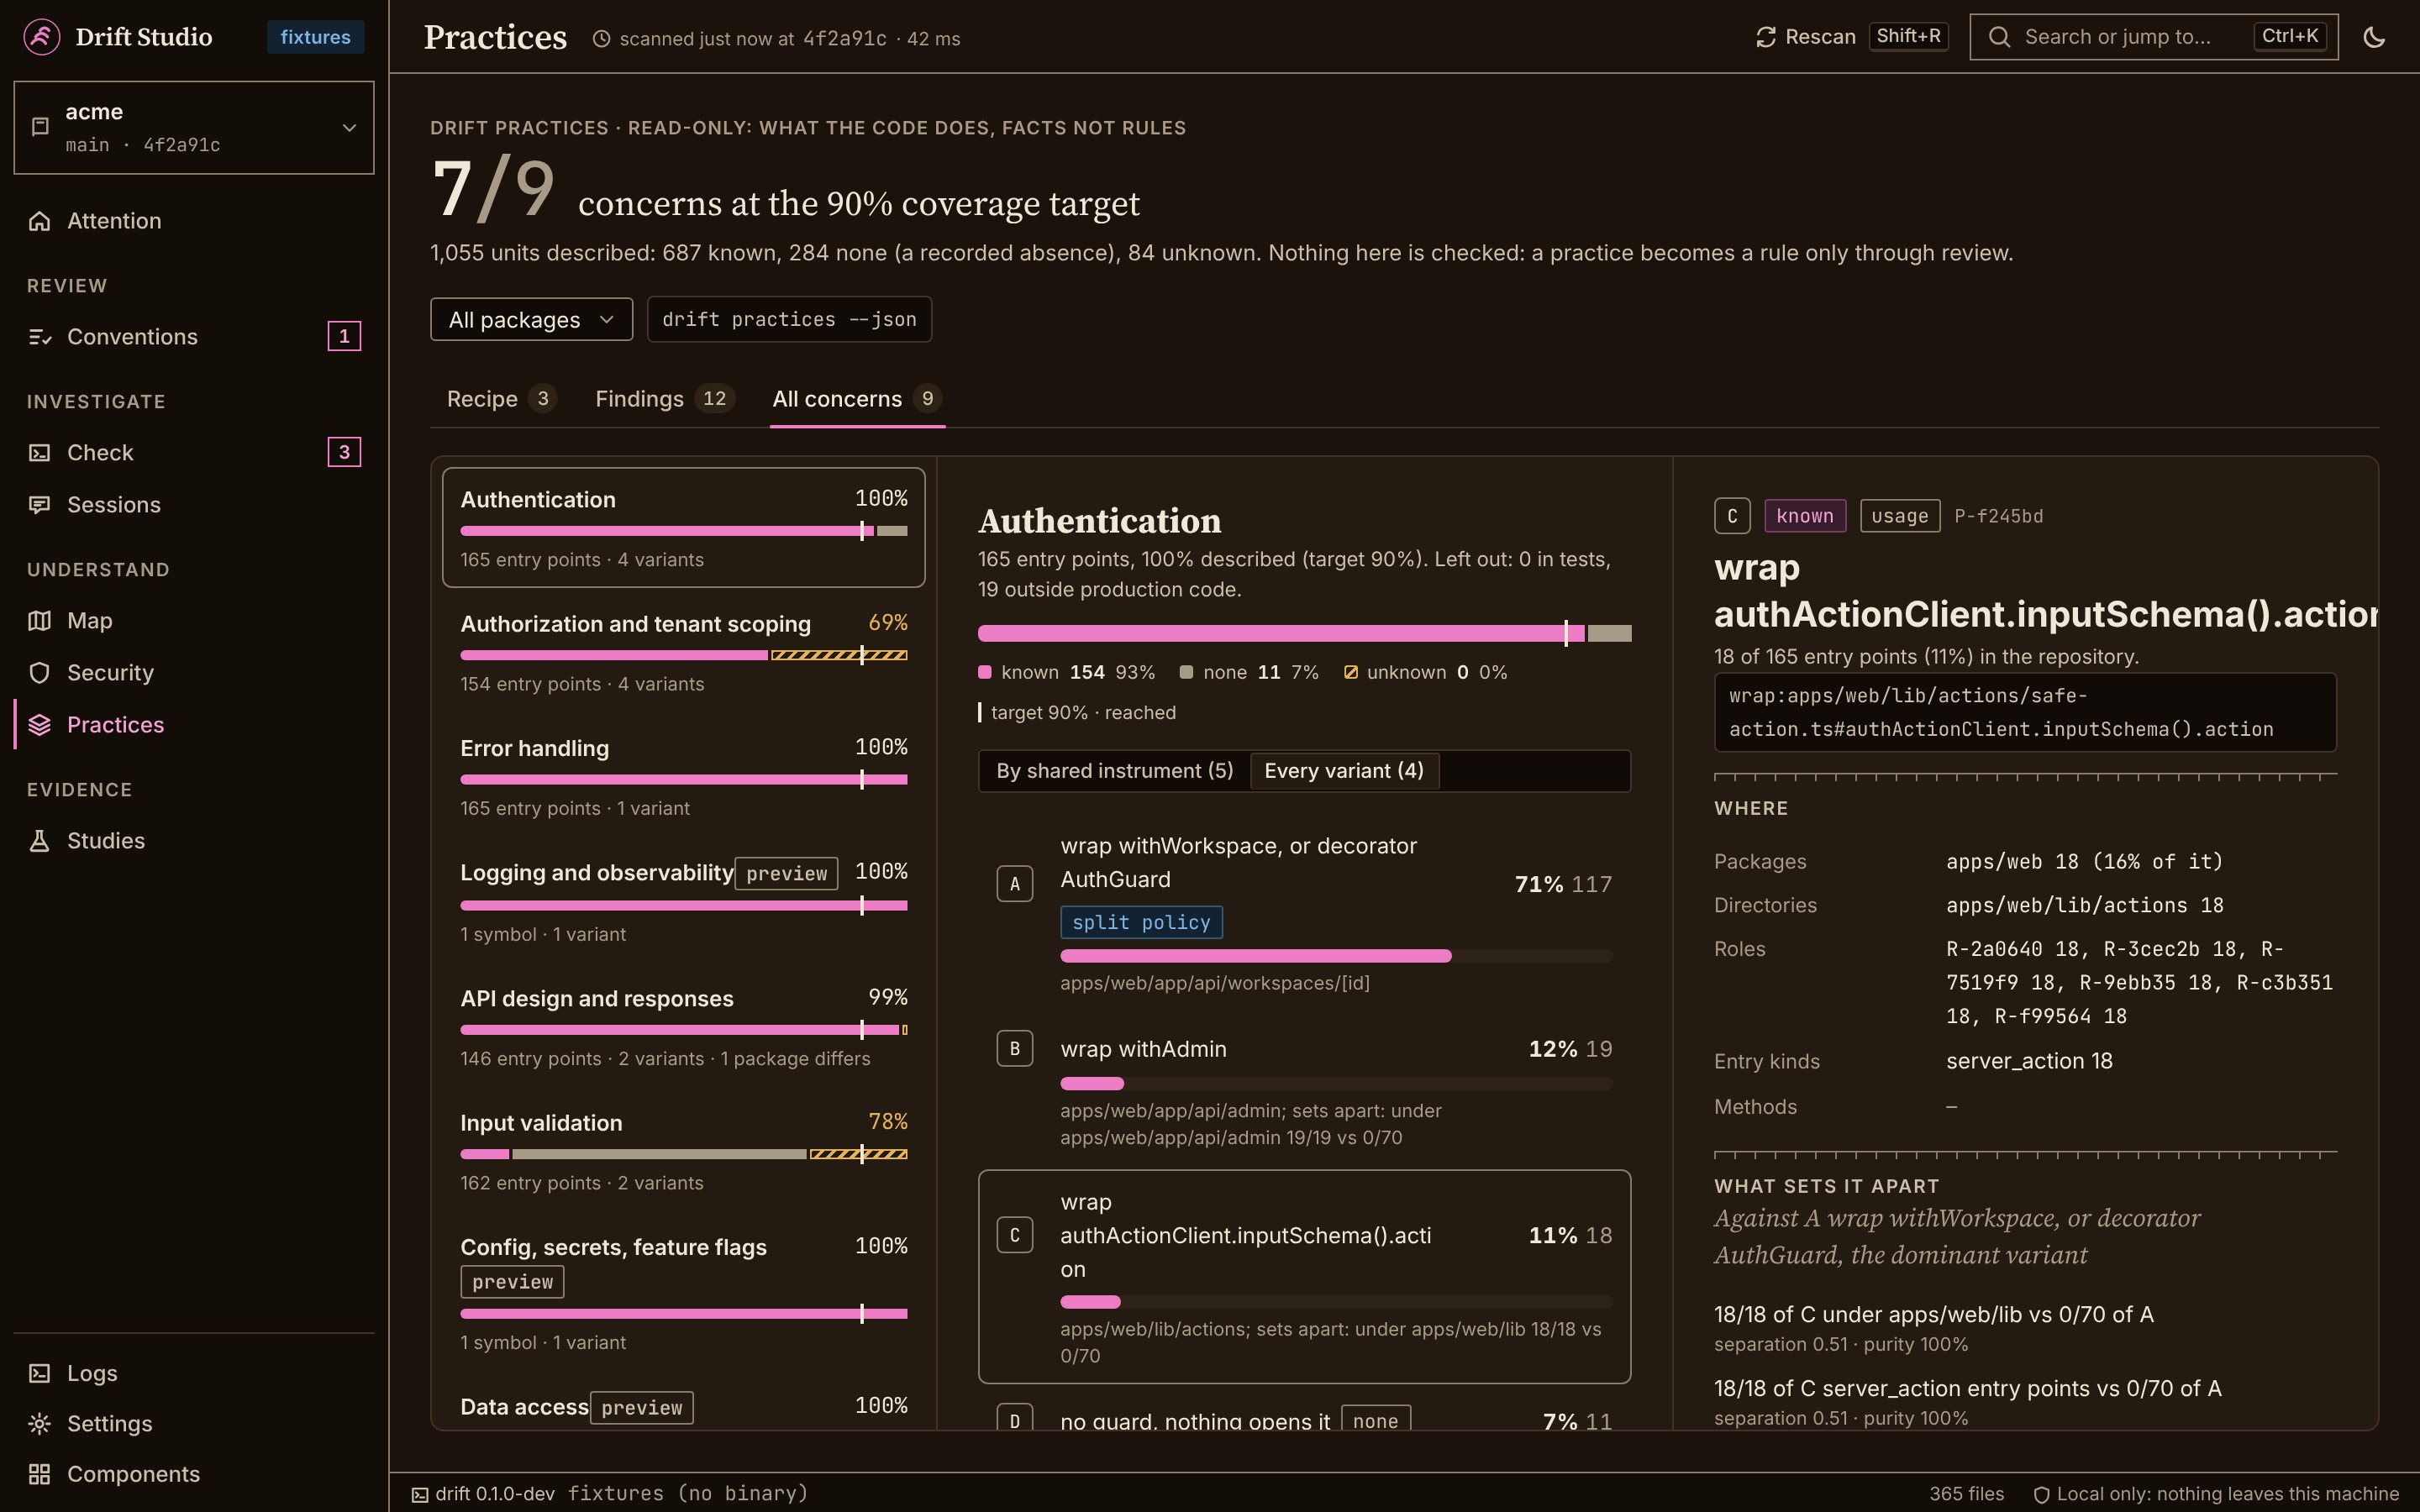 Drift Studio
fixtures
acme
main · 4f2a91c
Attention
REVIEW
Conventions 1
INVESTIGATE
Check 3
Sessions
UNDERSTAND
Map
Security
Practices
EVIDENCE
Studies
Logs
Settings
Components
Practices
scanned just now at 4f2a91c · 42 ms
Rescan Shift+R
Search or jump to... Ctrl+K
DRIFT PRACTICES · READ-ONLY: WHAT THE CODE DOES, FACTS NOT RULES
7/9 concerns at the 90% coverage target
1,055 units described: 687 known, 284 none (a recorded absence), 84 unknown. Nothing here is checked: a practice becomes a rule only through review.
All packages
drift practices --json
Recipe 3
Findings 12
All concerns 9
Authentication 100%
165 entry points · 4 variants
Authorization and tenant scoping 69%
154 entry points · 4 variants
Error handling 100%
165 entry points · 1 variant
Logging and observability preview 100%
1 symbol · 1 variant
API design and responses 99%
146 entry points · 2 variants · 1 package differs
Input validation 78%
162 entry points · 2 variants
Config, secrets, feature flags 100%
preview
1 symbol · 1 variant
Data access preview 100%
Authentication
165 entry points, 100% described (target 90%). Left out: 0 in tests,
19 outside production code.
known 154 93% none 11 7% unknown 0 0%
target 90% · reached
By shared instrument (5) Every variant (4)
A
wrap withWorkspace, or decorator
AuthGuard
71% 117
split policy
apps/web/app/api/workspaces/[id]
B
wrap withAdmin 12% 19
apps/web/app/api/admin; sets apart: under
apps/web/app/api/admin 19/19 vs 0/70
C
wrap
authActionClient.inputSchema().acti
on
11% 18
apps/web/lib/actions; sets apart: under apps/web/lib 18/18 vs
0/70
D
no guard, nothing opens it none 7% 11
C known usage P-f245bd
wrap
authActionClient.inputSchema().action
18 of 165 entry points (11%) in the repository.
wrap:apps/web/lib/actions/safe-
action.ts#authActionClient.inputSchema().action
WHERE
Packages apps/web 18 (16% of it)
Directories apps/web/lib/actions 18
Roles R-2a0640 18, R-3cec2b 18, R-
7519f9 18, R-9ebb35 18, R-c3b351
18, R-f99564 18
Entry kinds server_action 18
Methods –
WHAT SETS IT APART
Against A wrap withWorkspace, or decorator
AuthGuard, the dominant variant
18/18 of C under apps/web/lib vs 0/70 of A
separation 0.51 · purity 100%
18/18 of C server_action entry points vs 0/70 of A
separation 0.51 · purity 100%
drift 0.1.0-dev fixtures (no binary)
365 files
Local only: nothing leaves this machine